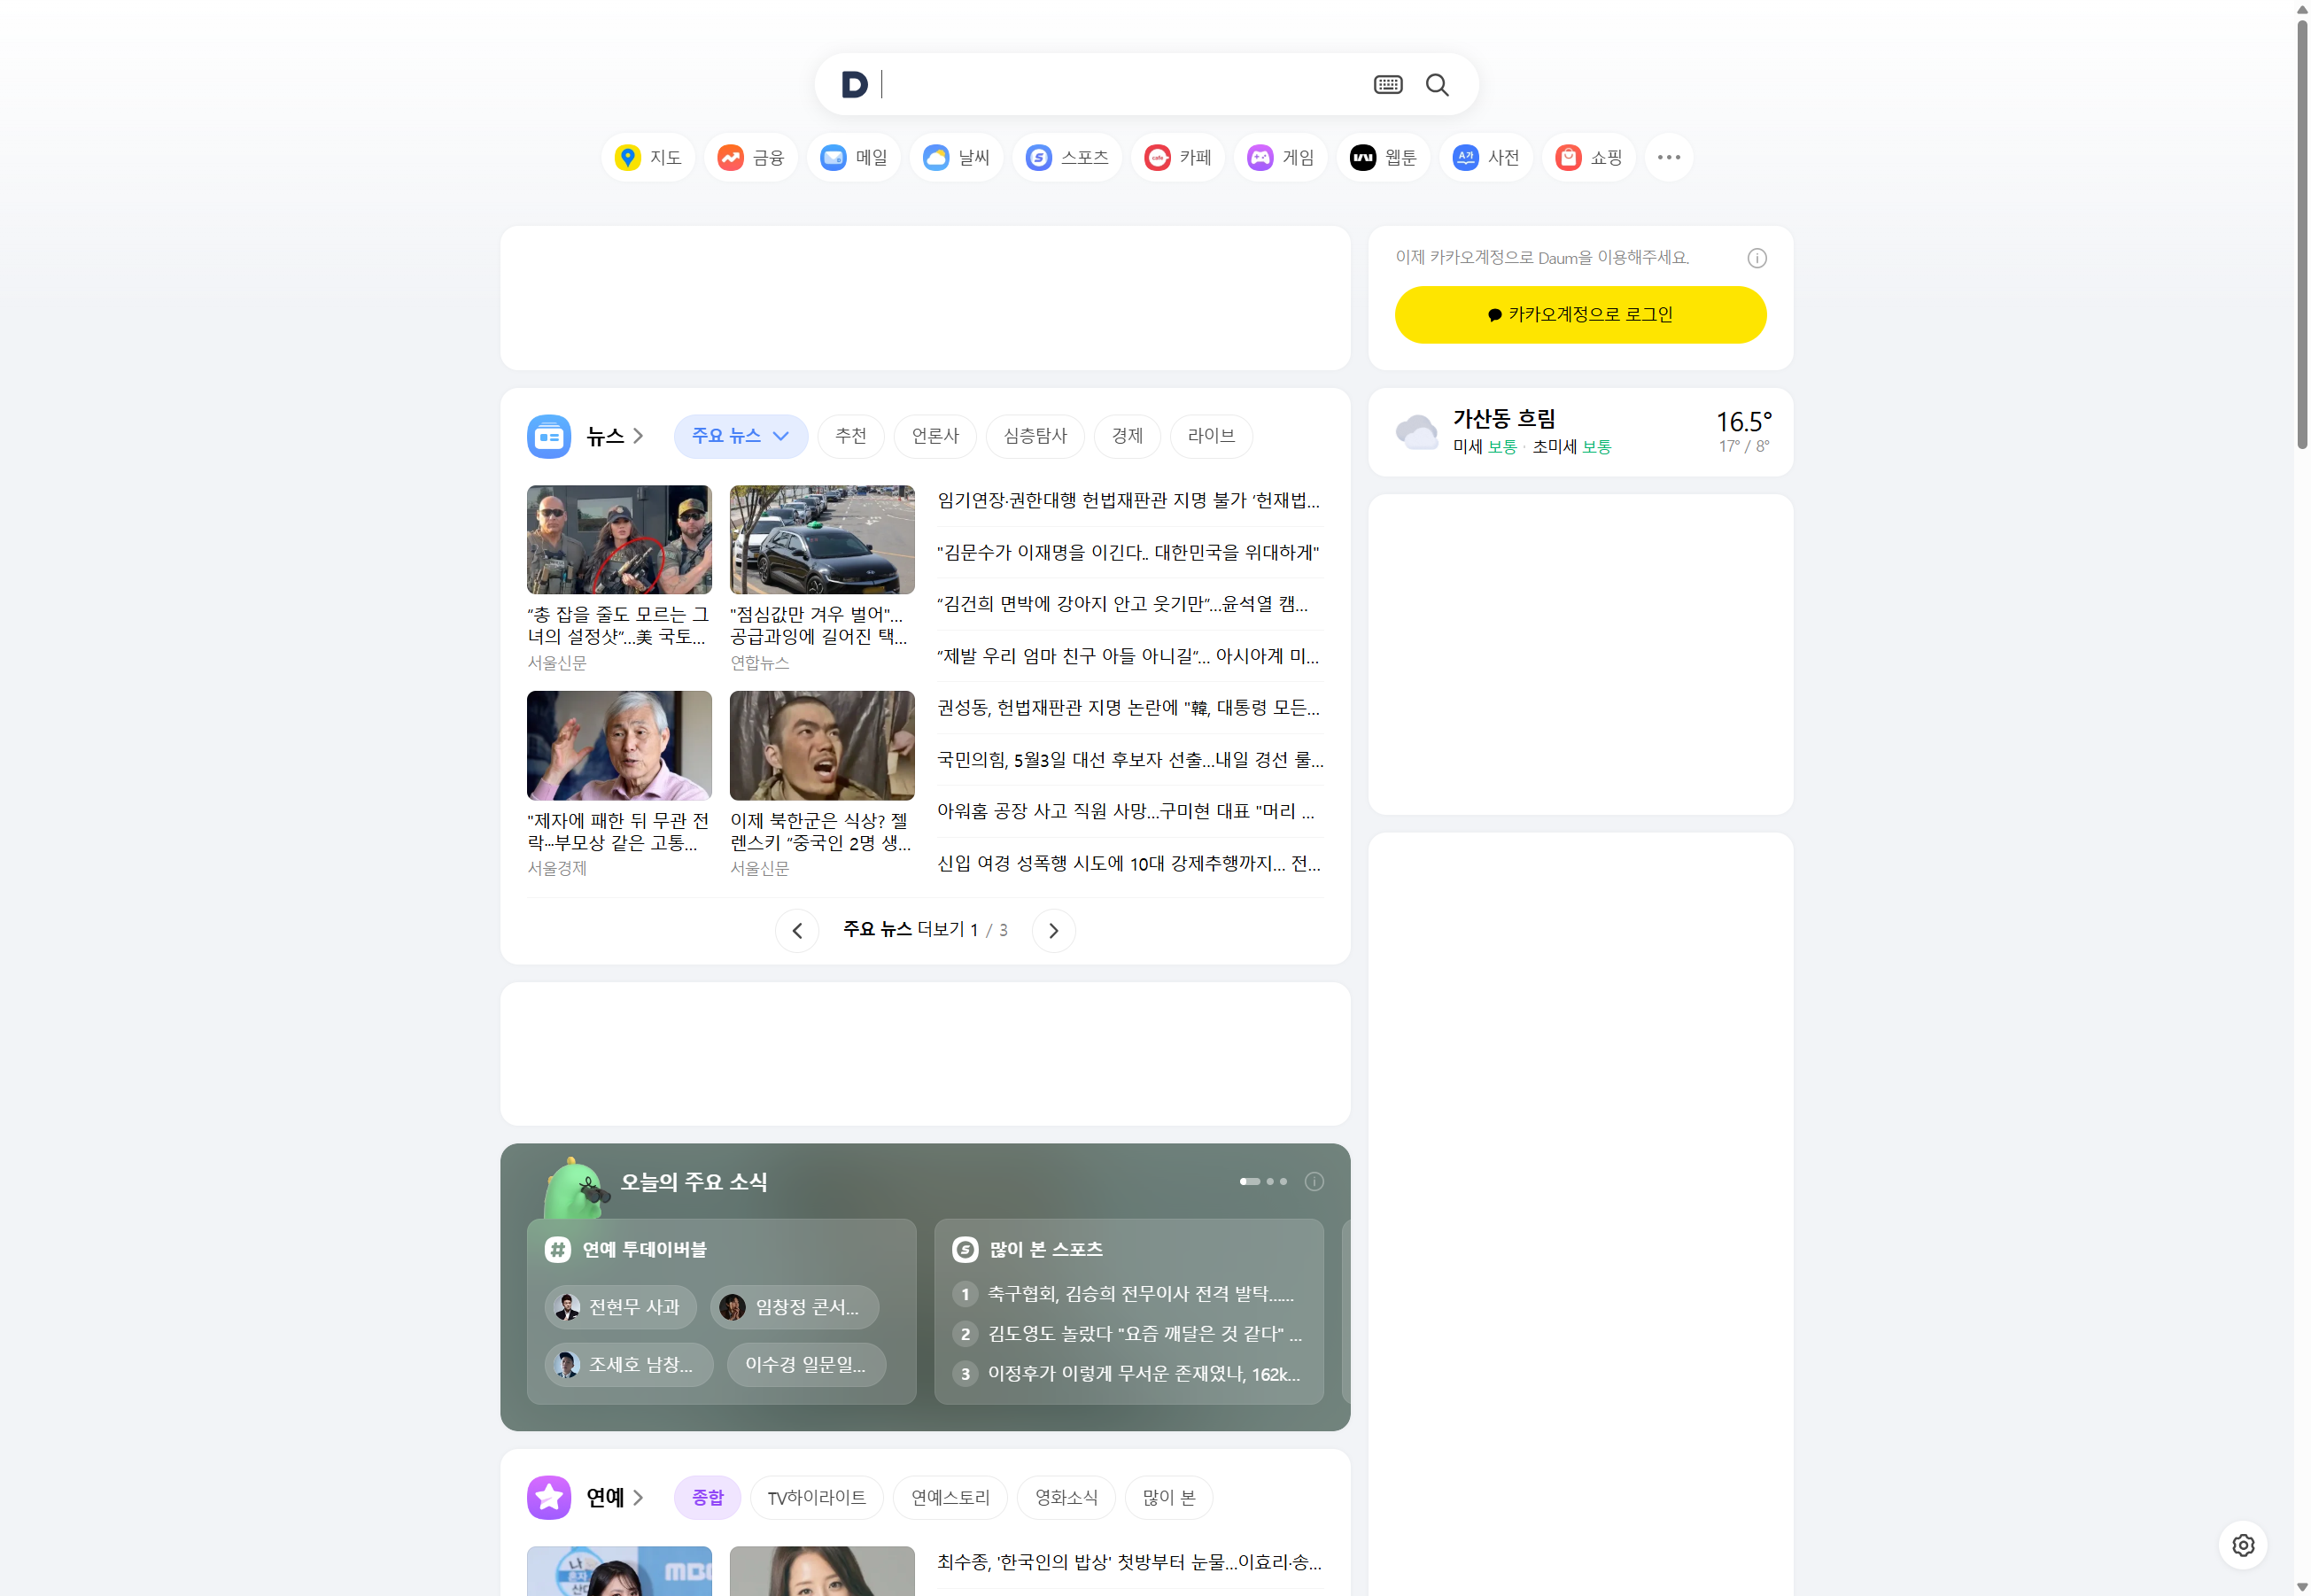 D
지도
금융
메일
날씨
스포츠
카페
게임
웹툰
사전
쇼핑
이제 카카오계정으로 Daum을 이용해주세요.
카카오계정으로 로그인
가산동 흐림
미세 보통 · 초미세 보통
16.5°
17° / 8°
뉴스
주요 뉴스
추천
언론사
심층탐사
경제
라이브
“총 잡을 줄도 모르는 그
녀의 설정샷”…美 국토...
서울신문
"점심값만 겨우 벌어"…
공급과잉에 길어진 택...
연합뉴스
"제자에 패한 뒤 무관 전
락···부모상 같은 고통...
서울경제
이제 북한군은 식상? 젤
렌스키 “중국인 2명 생...
서울신문
임기연장·권한대행 헌법재판관 지명 불가 ‘헌재법...
"김문수가 이재명을 이긴다.. 대한민국을 위대하게"
“김건희 면박에 강아지 안고 웃기만”…윤석열 캠...
“제발 우리 엄마 친구 아들 아니길”… 아시아계 미...
권성동, 헌법재판관 지명 논란에 "韓, 대통령 모든...
국민의힘, 5월3일 대선 후보자 선출…내일 경선 룰...
아워홈 공장 사고 직원 사망…구미현 대표 "머리 ...
신입 여경 성폭행 시도에 10대 강제추행까지… 전...
주요 뉴스 더보기 1 / 3
오늘의 주요 소식
연예 투데이버블
전현무 사과
임창정 콘서...
조세호 남창...
이수경 일문일...
많이 본 스포츠
1 축구협회, 김승희 전무이사 전격 발탁…...
2 김도영도 놀랐다 "요즘 깨달은 것 같다" ...
3 이정후가 이렇게 무서운 존재였나, 162k...
연예
종합
TV하이라이트
연예스토리
영화소식
많이 본
최수종, '한국인의 밥상' 첫방부터 눈물…이효리·송...